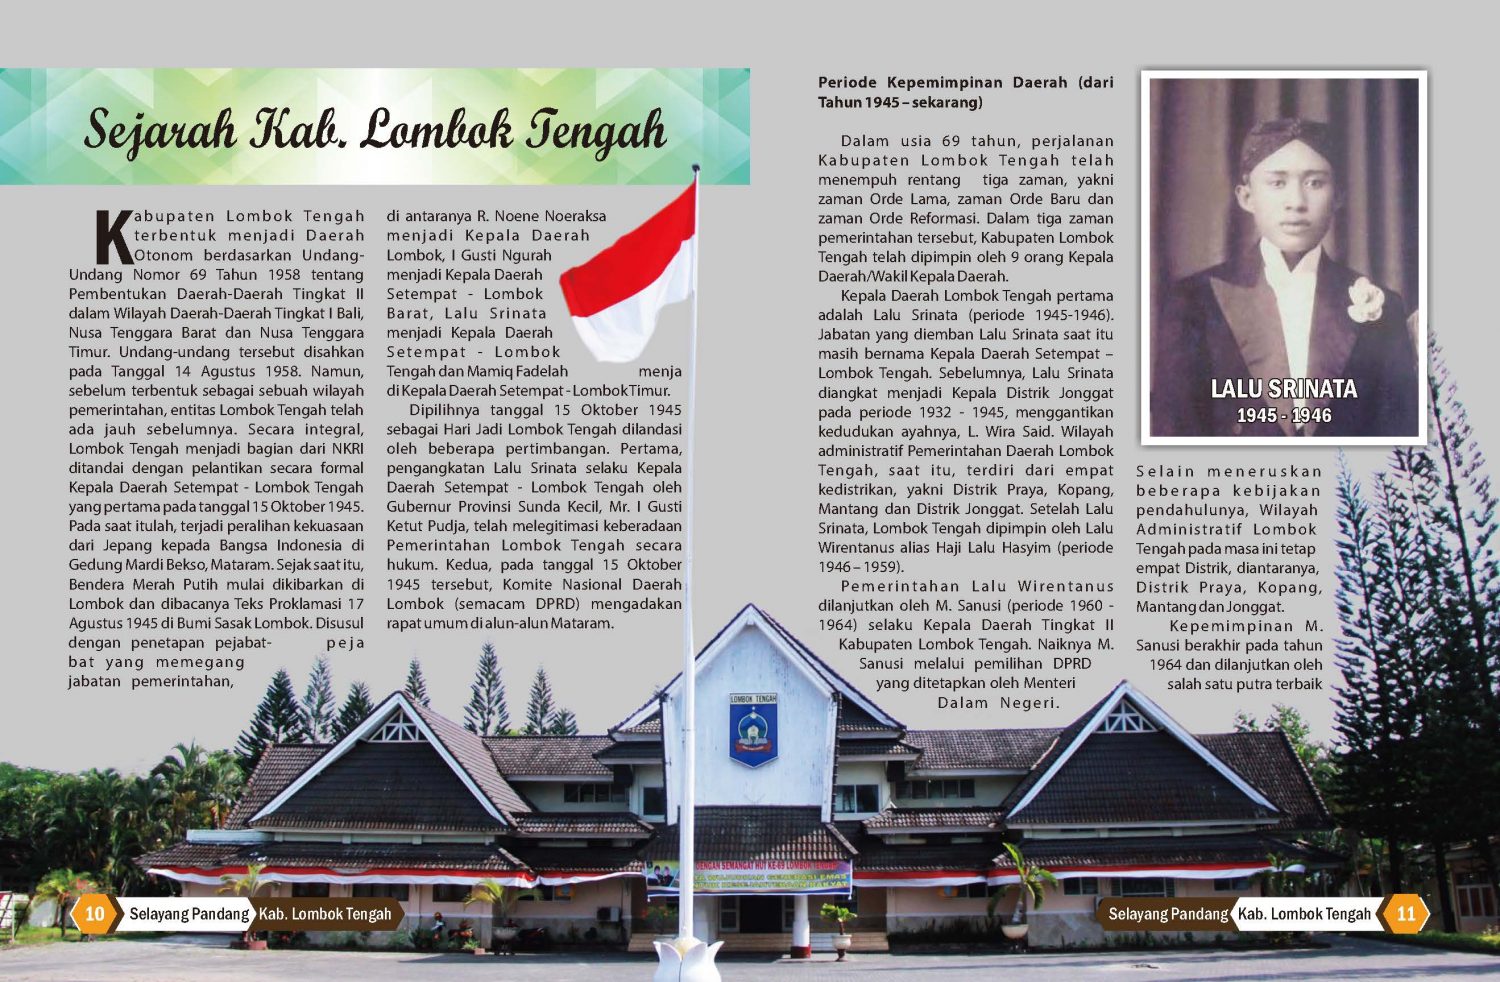 Sejarah Kab. Lombok Tengah
Kabupaten Lombok Tengah
terbentuk menjadi Daerah
Otonom berdasarkan Undang-
Undang Nomor 69 Tahun 1958 tentang
Pembentukan Daerah-Daerah Tingkat II
dalam Wilayah Daerah-Daerah Tingkat I Bali,
Nusa Tenggara Barat dan Nusa Tenggara
Timur. Undang-undang tersebut disahkan
pada Tanggal 14 Agustus 1958. Namun,
sebelum terbentuk sebagai sebuah wilayah
pemerintahan, entitas Lombok Tengah telah
ada jauh sebelumnya. Secara integral,
Lombok Tengah menjadi bagian dari NKRI
ditandai dengan pelantikan secara formal
Kepala Daerah Setempat - Lombok Tengah
yang pertama pada tanggal 15 Oktober 1945.
Pada saat itulah, terjadi peralihan kekuasaan
dari Jepang kepada Bangsa Indonesia di
Gedung Mardi Bekso, Mataram. Sejak saat itu,
Bendera Merah Putih mulai dikibarkan di
Lombok dan dibacanya Teks Proklamasi 17
Agustus 1945 di Bumi Sasak Lombok. Disusul
dengan penetapan pejabat- peja
bat yang memegang
jabatan pemerintahan,
di antaranya R. Noene Noeraksa
menjadi Kepala Daerah
Lombok, I Gusti Ngurah
menjadi Kepala Daerah
Setempat - Lombok
Barat, Lalu Srinata
menjadi Kepala Daerah
Setempat - Lombok
Tengah dan Mamiq Fadelah menja
di Kepala Daerah Setempat - Lombok Timur.
Dipilihnya tanggal 15 Oktober 1945
sebagai Hari Jadi Lombok Tengah dilandasi
oleh beberapa pertimbangan. Pertama,
pengangkatan Lalu Srinata selaku Kepala
Daerah Setempat - Lombok Tengah oleh
Gubernur Provinsi Sunda Kecil, Mr. I Gusti
Ketut Pudja, telah melegitimasi keberadaan
Pemerintahan Lombok Tengah secara
hukum. Kedua, pada tanggal 15 Oktober
1945 tersebut, Komite Nasional Daerah
Lombok (semacam DPRD) mengadakan
rapat umum di alun-alun Mataram.
Periode Kepemimpinan Daerah (dari
Tahun 1945 – sekarang)
Dalam usia 69 tahun, perjalanan
Kabupaten Lombok Tengah telah
menempuh rentang tiga zaman, yakni
zaman Orde Lama, zaman Orde Baru dan
zaman Orde Reformasi. Dalam tiga zaman
pemerintahan tersebut, Kabupaten Lombok
Tengah telah dipimpin oleh 9 orang Kepala
Daerah/Wakil Kepala Daerah.
Kepala Daerah Lombok Tengah pertama
adalah Lalu Srinata (periode 1945-1946).
Jabatan yang diemban Lalu Srinata saat itu
masih bernama Kepala Daerah Setempat –
Lombok Tengah. Sebelumnya, Lalu Srinata
diangkat menjadi Kepala Distrik Jonggat
pada periode 1932 - 1945, menggantikan
kedudukan ayahnya, L. Wira Said. Wilayah
administratif Pemerintahan Daerah Lombok
Tengah, saat itu, terdiri dari empat
kedistrikan, yakni Distrik Praya, Kopang,
Mantang dan Distrik Jonggat. Setelah Lalu
Srinata, Lombok Tengah dipimpin oleh Lalu
Wirentanus alias Haji Lalu Hasyim (periode
1946 – 1959).
Pemerintahan Lalu Wirentanus
dilanjutkan oleh M. Sanusi (periode 1960 -
1964) selaku Kepala Daerah Tingkat II
Kabupaten Lombok Tengah. Naiknya M.
Sanusi melalui pemilihan DPRD
yang ditetapkan oleh Menteri
Dalam Negeri.
LALU SRINATA
1945 - 1946
Selain meneruskan
beberapa kebijakan
pendahulunya, Wilayah
Administratif Lombok
Tengah pada masa ini tetap
empat Distrik, diantaranya,
Distrik Praya, Kopang,
Mantang dan Jonggat.
Kepemimpinan M.
Sanusi berakhir pada tahun
1964 dan dilanjutkan oleh
salah satu putra terbaik
LOMBOK TENGAH
DENGAN SEMANGAT HUT KE-69 LOMBOK TENGAH
WUJUDKAN GENERASI EMAS
UNTUK KESEJAHTERAAN RAKYAT
10 Selayang Pandang Kab. Lombok Tengah
Selayang Pandang Kab. Lombok Tengah 11